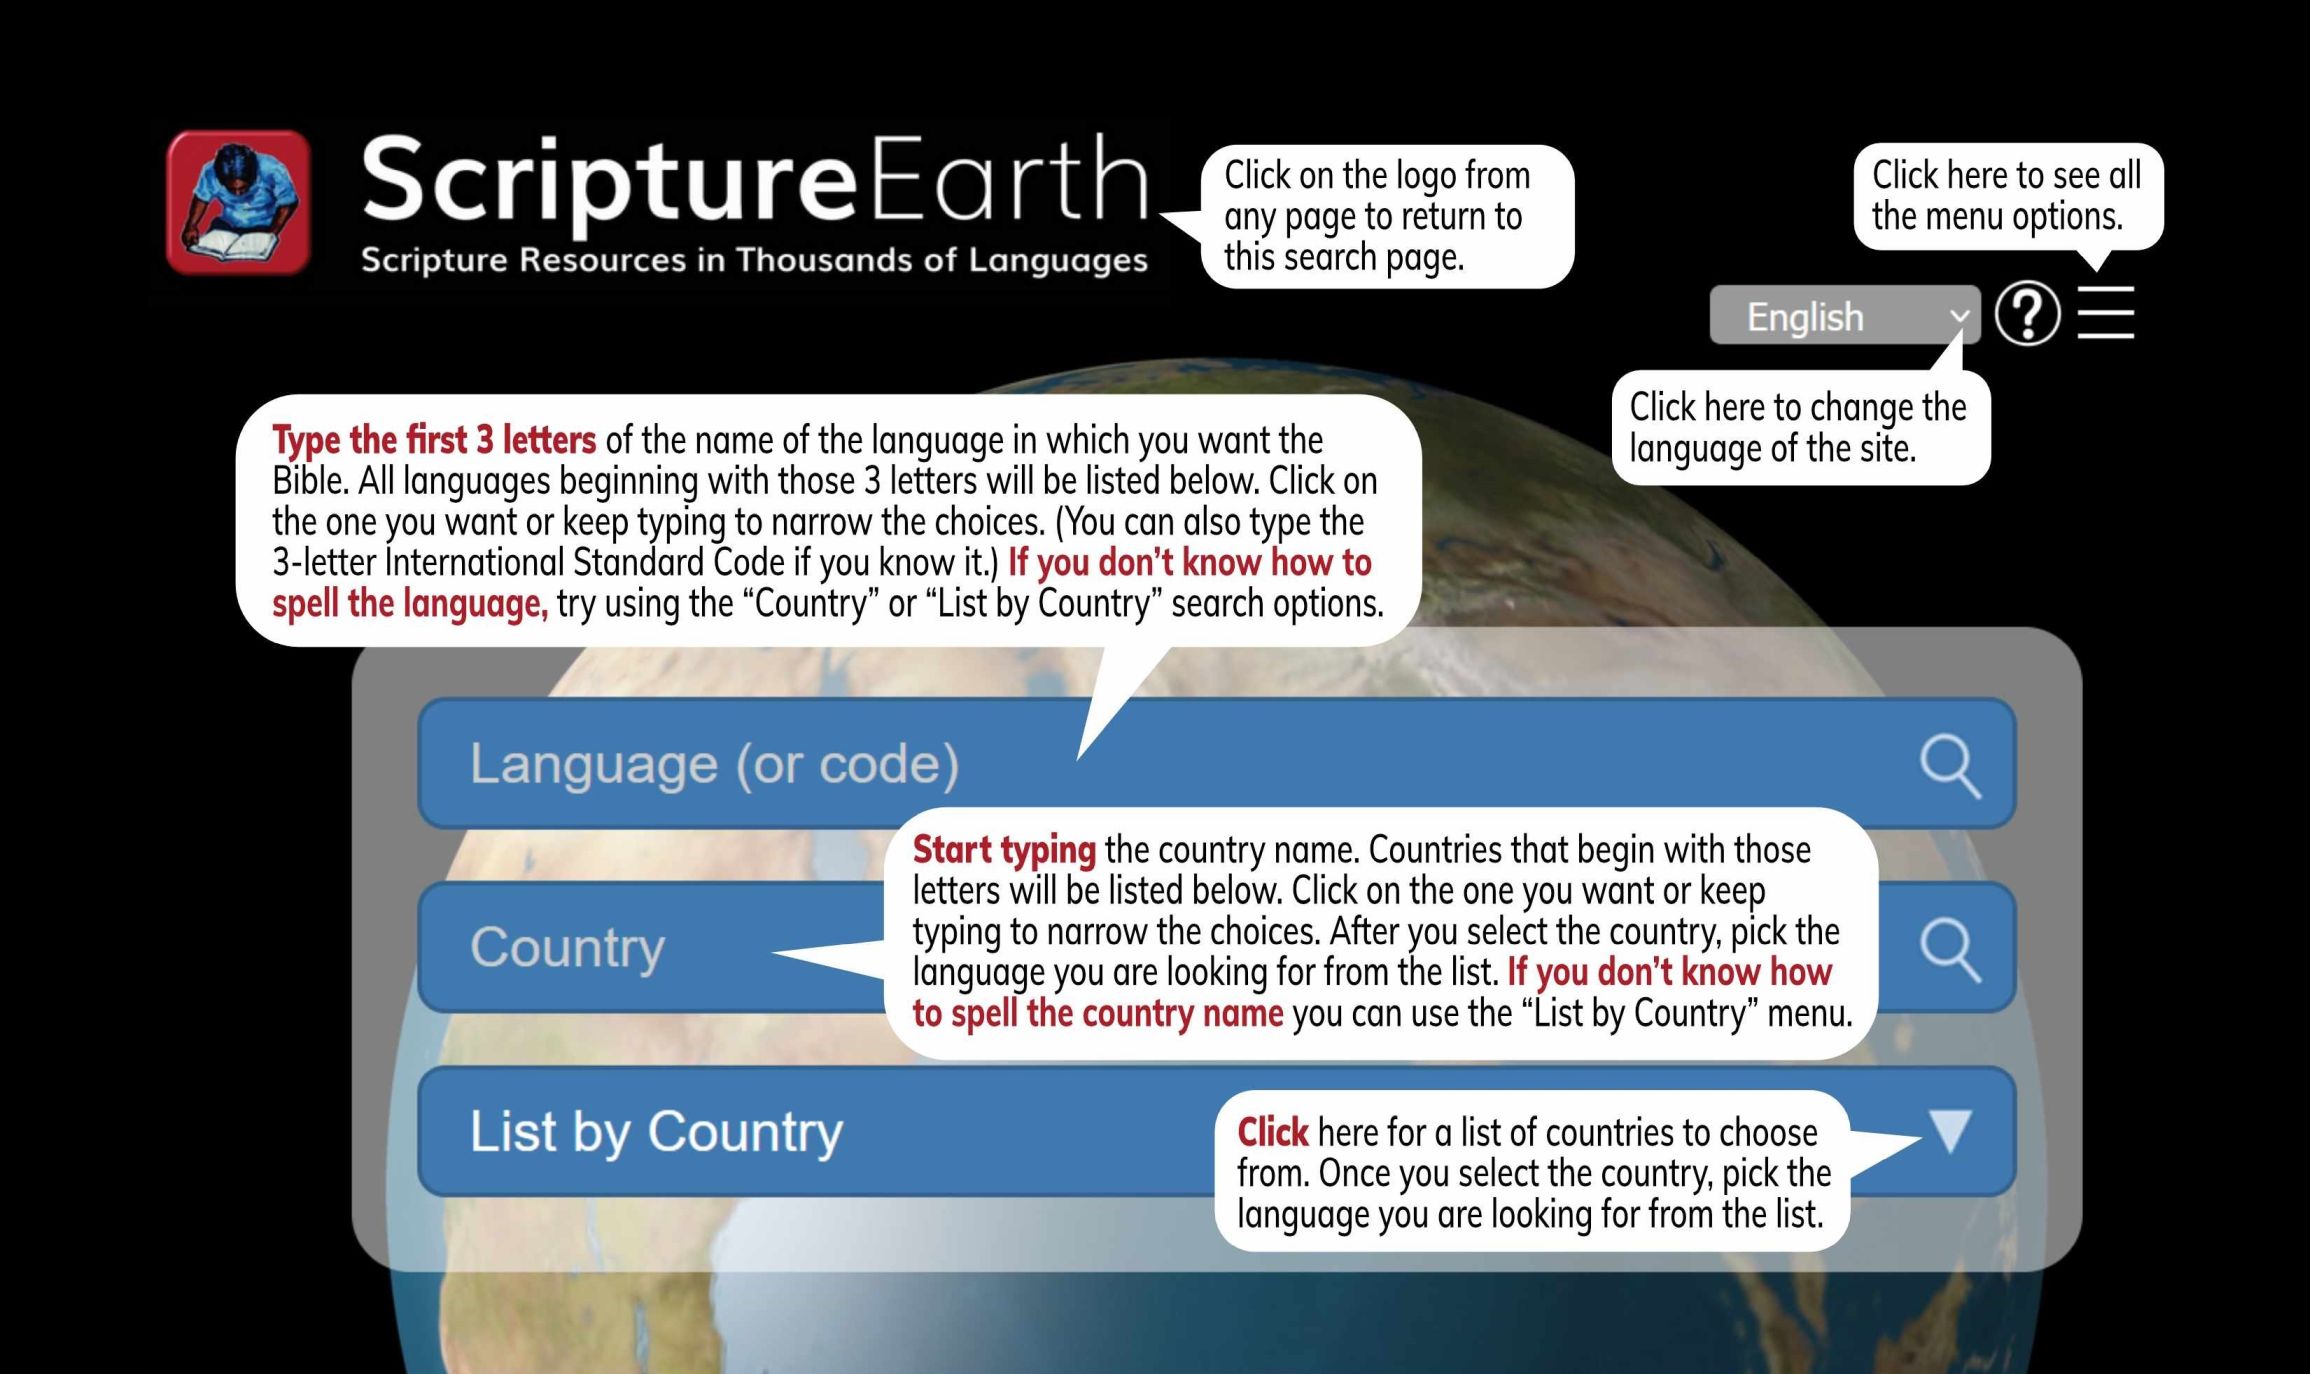 ScriptureEarth
Scripture Resources in Thousands of Languages
Click on the logo from
any page to return to
this search page.
Click here to see all
the menu options.
English
?
Click here to change the
language of the site.
Type the first 3 letters of the name of the language in which you want the
Bible. All languages beginning with those 3 letters will be listed below. Click on
the one you want or keep typing to narrow the choices. (You can also type the
3-letter International Standard Code if you know it.) If you don’t know how to
spell the language, try using the “Country” or “List by Country” search options.
Language (or code)
Start typing the country name. Countries that begin with those
letters will be listed below. Click on the one you want or keep
typing to narrow the choices. After you select the country, pick the
language you are looking for from the list. If you don’t know how
to spell the country name you can use the “List by Country” menu.
Country
List by Country
Click here for a list of countries to choose
from. Once you select the country, pick the
language you are looking for from the list.